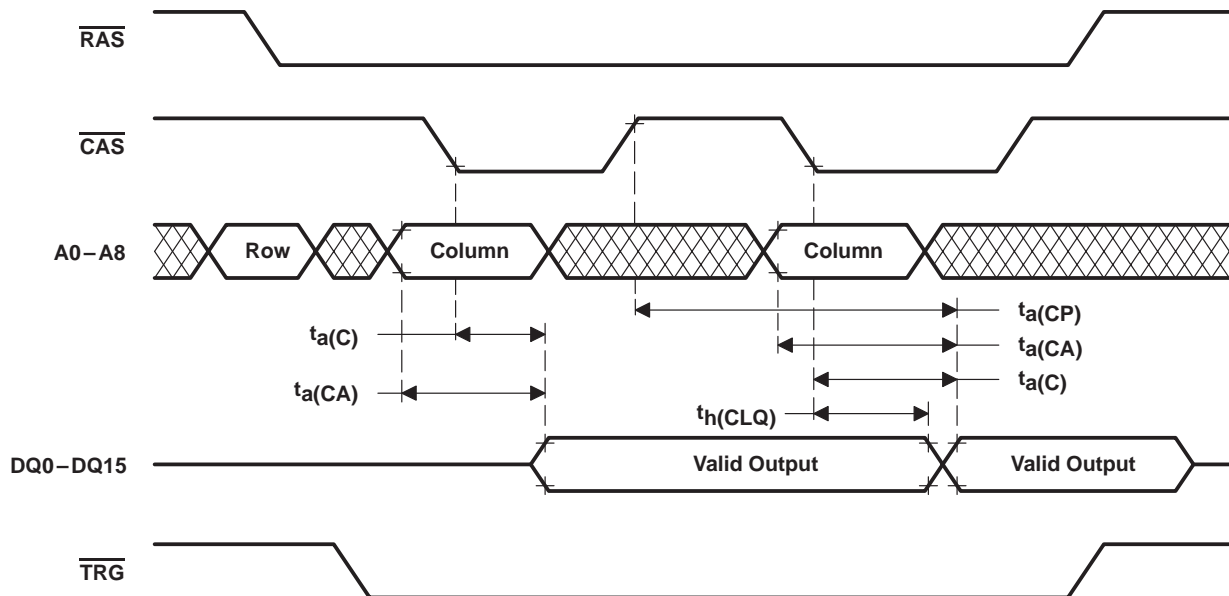 RAS
CAS
A0–A8
Row
Column
Column
ta(CP)
ta(C)
ta(CA)
ta(CA)
ta(C)
th(CLQ)
DQ0–DQ15
Valid Output
Valid Output
TRG